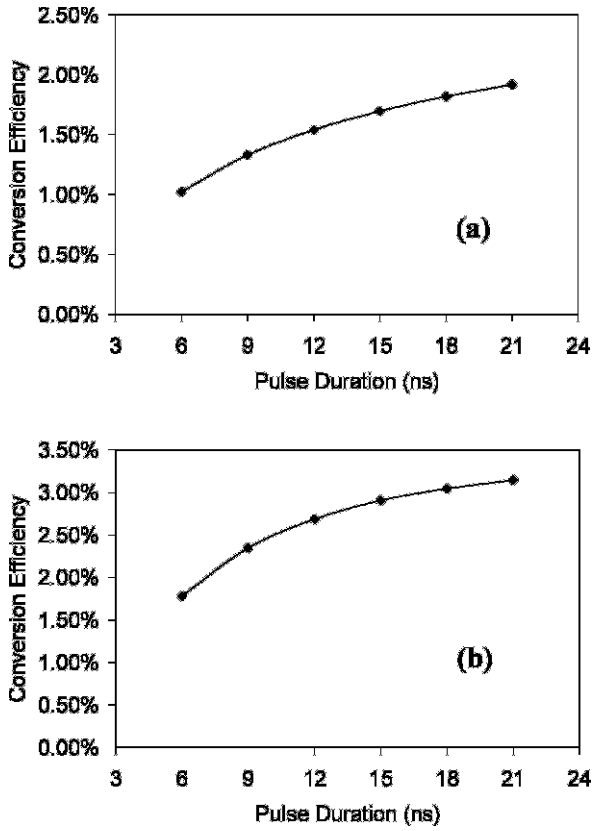 2.50%
2.00%
1.50%
1.00%
0.50%
0.00%
Conversion Efficiency
(a)
3 6 9 12 15 18 21 24
Pulse Duration (ns)
3.50%
3.00%
2.50%
2.00%
1.50%
1.00%
0.50%
0.00%
Conversion Efficiency
(b)
3 6 9 12 15 18 21 24
Pulse Duration (ns)